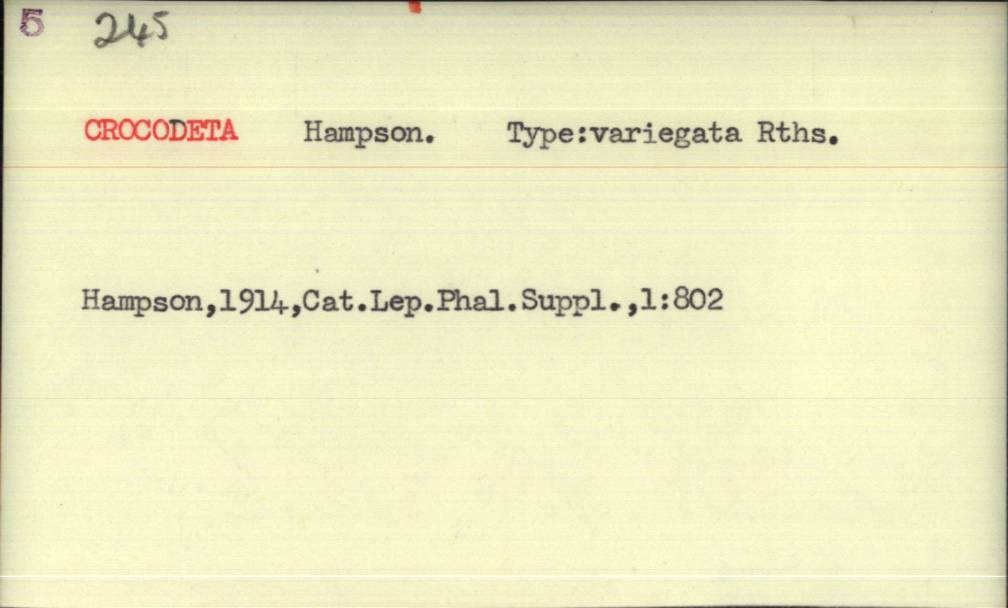 5 245
CROCODETA Hampson. Type:variegata Rths.
Hampson,1914,Cat.Lep.Phal.Suppl.,1:802